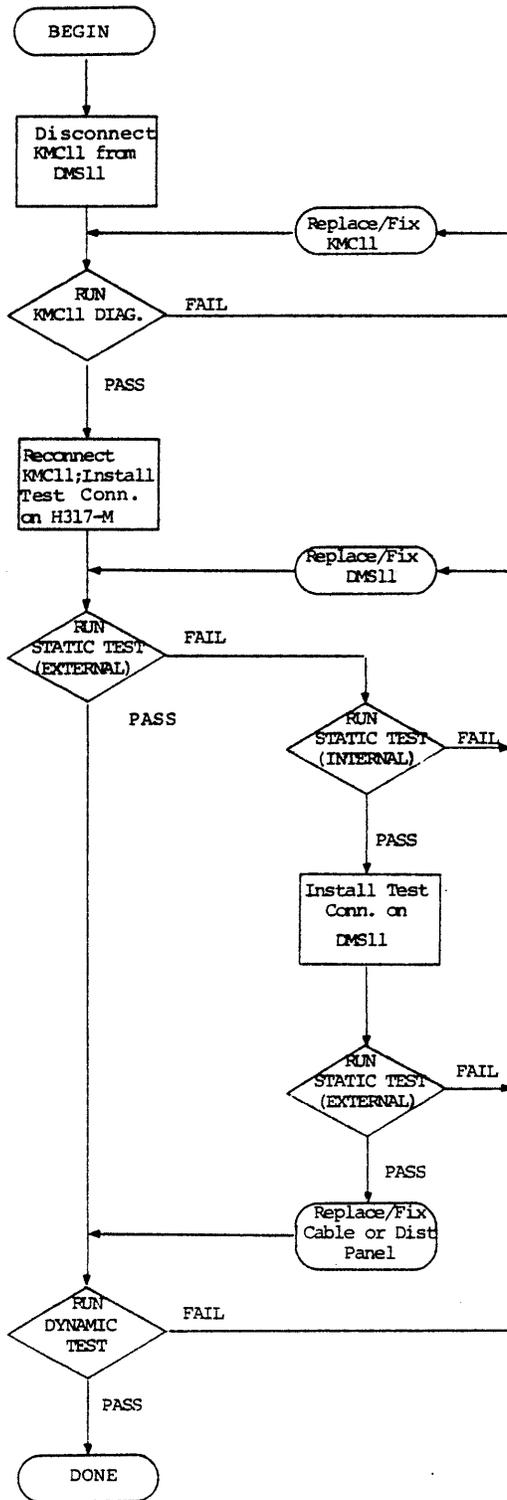 BEGIN
Disconnect
KMC11 from
DMS11
Replace/Fix
KMC11
RUN
KMC11 DIAG.
FAIL
PASS
Reconnect
KMC11;Install
Test Conn.
on H317-M
Replace/Fix
DMS11
RUN
STATIC TEST
(EXTERNAL)
FAIL
PASS
RUN
STATIC TEST
(INTERNAL)
FAIL
PASS
Install Test
Conn. on
DMS11
RUN
STATIC TEST
(EXTERNAL)
FAIL
PASS
Replace/Fix
Cable or Dist
Panel
RUN
DYNAMIC
TEST
FAIL
PASS
DONE